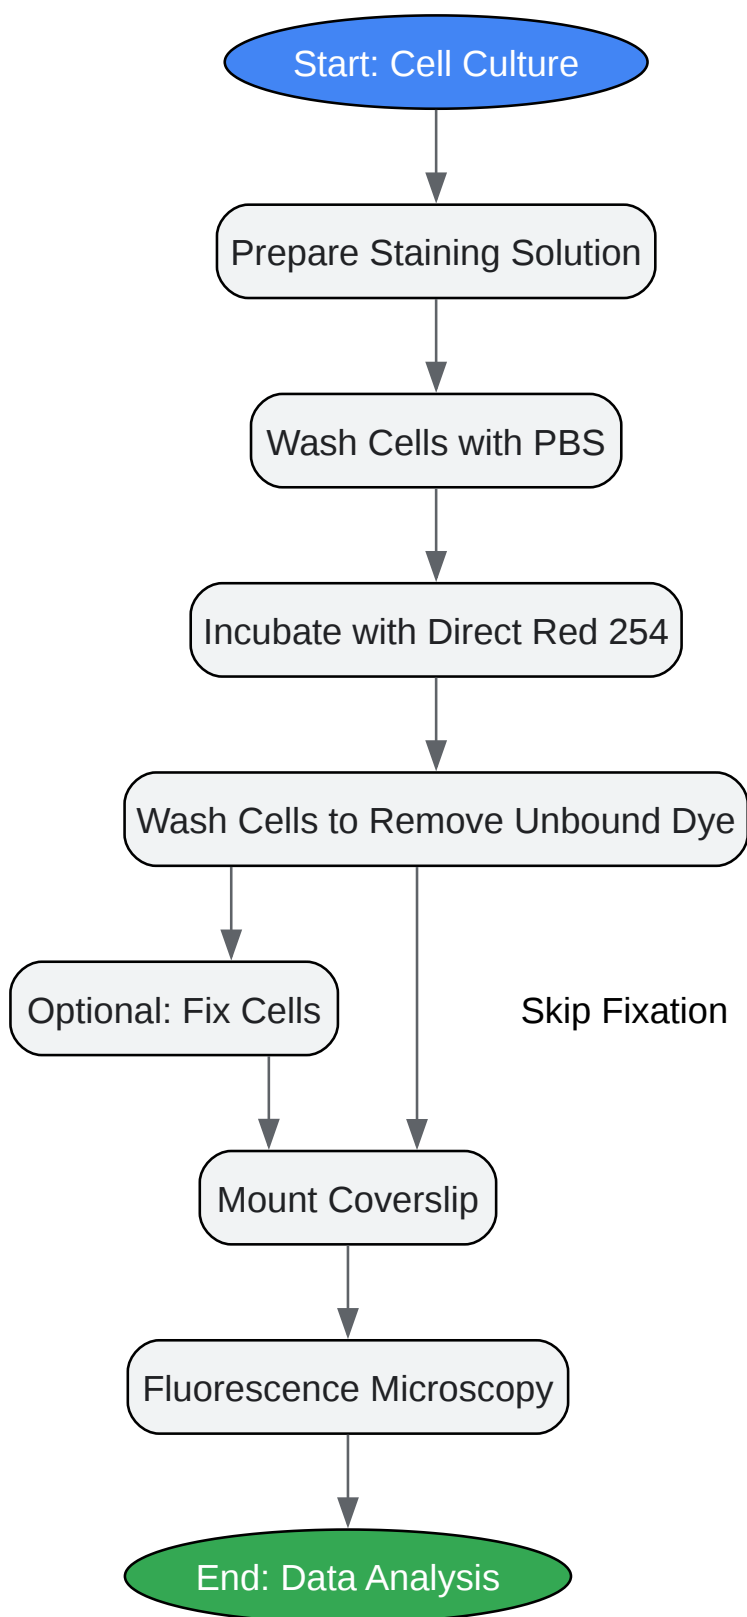 Start: Cell Culture
Prepare Staining Solution
Wash Cells with PBS
Incubate with Direct Red 254
Wash Cells to Remove Unbound Dye
Optional: Fix Cells
Skip Fixation
Mount Coverslip
Fluorescence Microscopy
End: Data Analysis